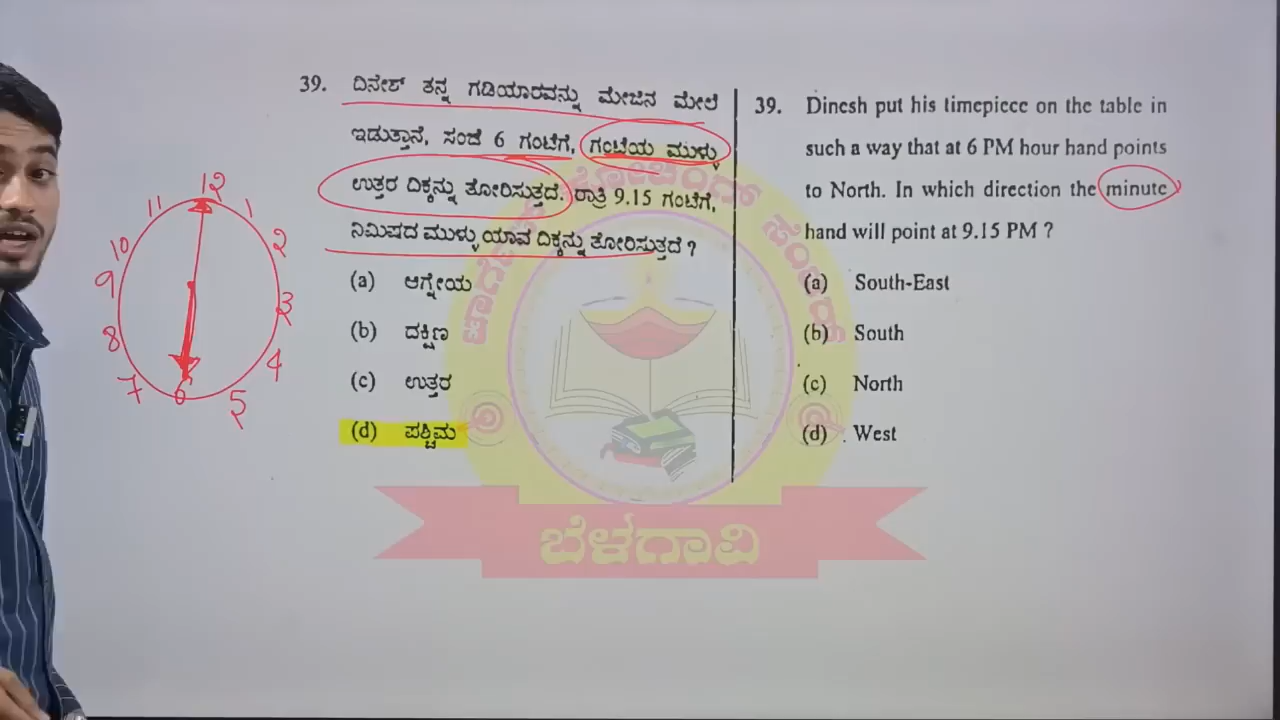 39. ದಿನೇಶ್ ತನ್ನ ಗಡಿಯಾರವನ್ನು ಮೇಜಿನ ಮೇಲೆ
ಇಡುತ್ತಾನೆ, ಸಂಜೆ 6 ಗಂಟೆಗೆ, ಗಂಟೆಯ ಮುಳ್ಳು
ಉತ್ತರ ದಿಕ್ಕನ್ನು ತೋರಿಸುತ್ತದೆ. ರಾತ್ರಿ 9.15 ಗಂಟೆಗೆ,
ನಿಮಿಷದ ಮುಳ್ಳು ಯಾವ ದಿಕ್ಕನ್ನು ತೋರಿಸುತ್ತದೆ ?
(a) ಆಗ್ನೇಯ
(b) ದಕ್ಷಿಣ
(c) ಉತ್ತರ
(d) ಪಶ್ಚಿಮ
39. Dinesh put his timepiece on the table in
such a way that at 6 PM hour hand points
to North. In which direction the minute
hand will point at 9.15 PM ?
(a) South-East
(b) South
(c) North
(d) West
12
11 1
10 2
9 3
8 4
7 5
6
ಬೆಳಗಾವಿ